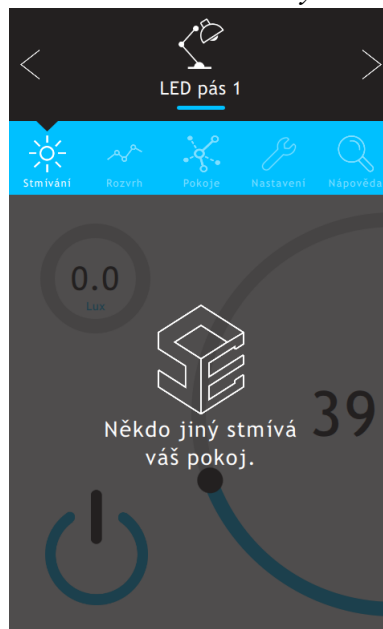 LED pás 1
Stmívání Rozvrh Pokoje Nastavení Nápověda
0.0
Lux
39
Někdo jiný stmívá
váš pokoj.